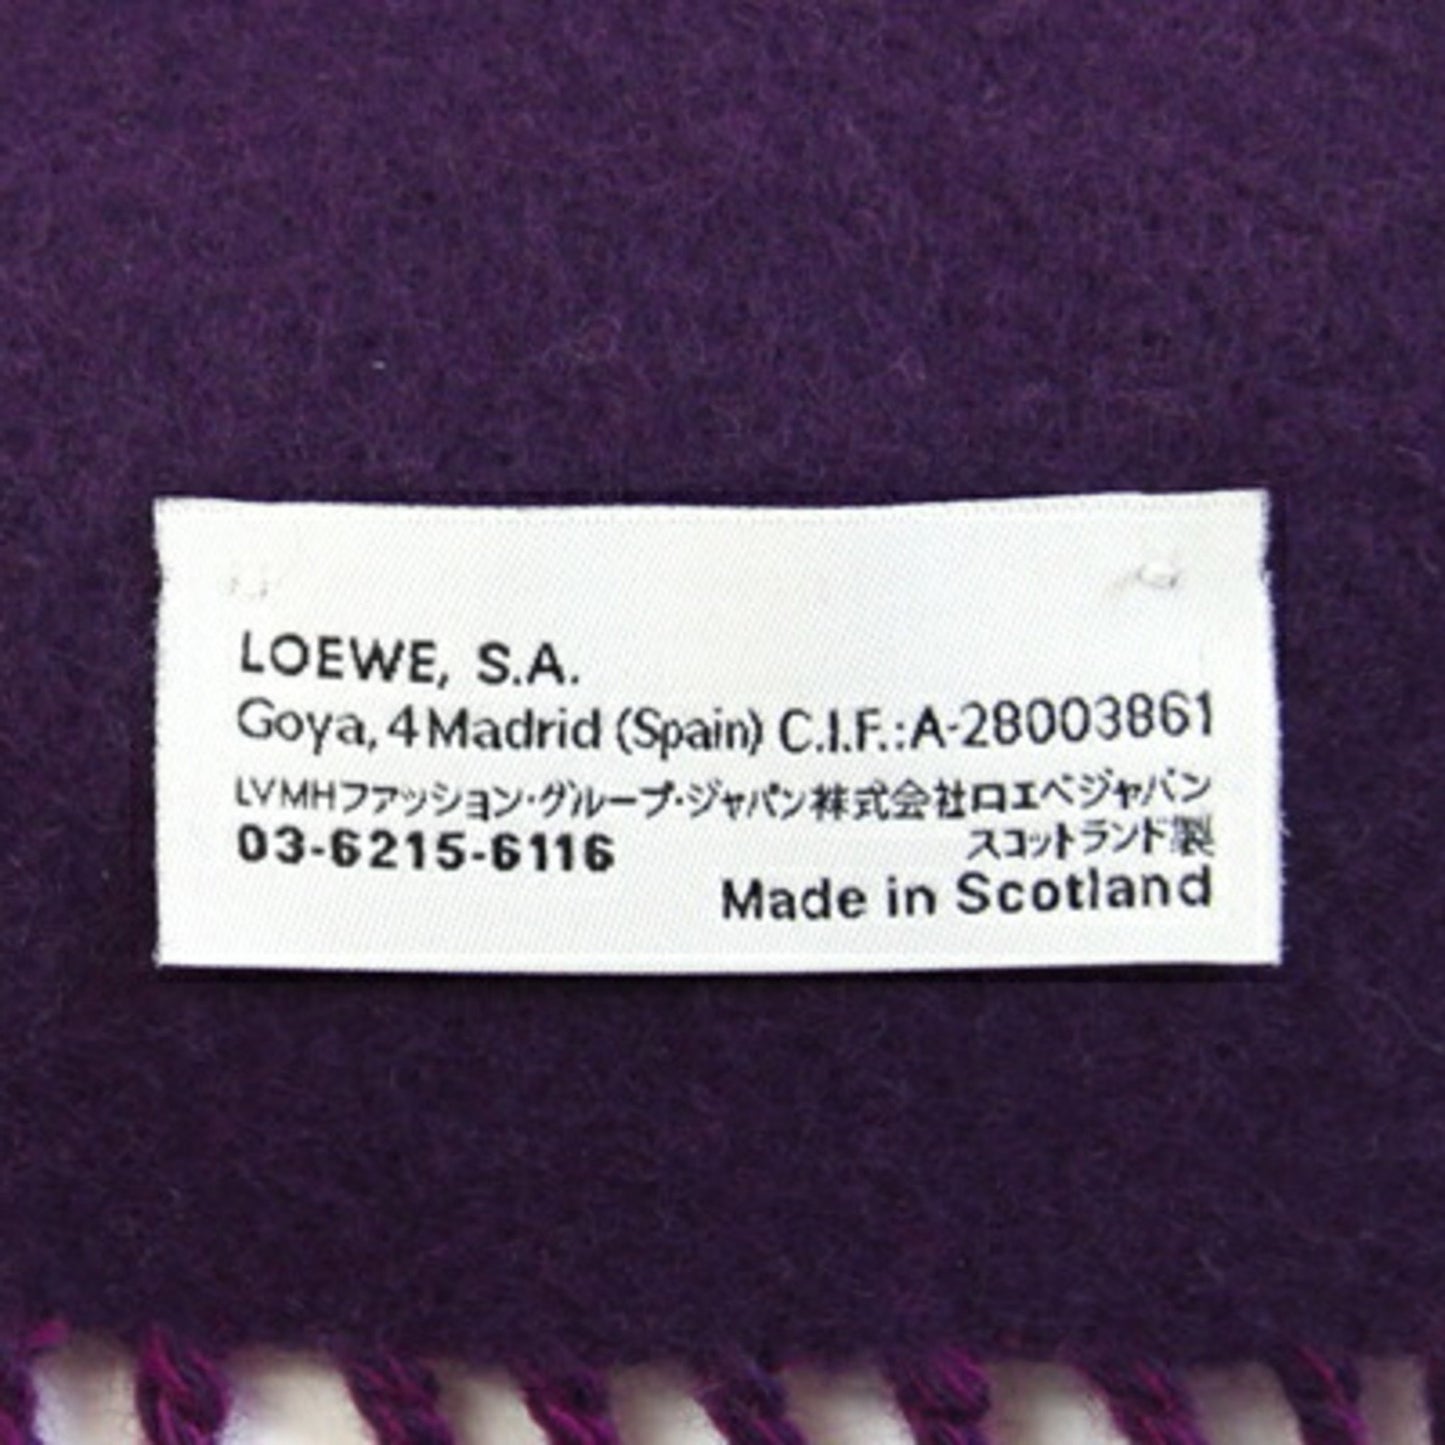 LOEWE, S.A.
Goya, 4 Madrid (Spain) C.I.F.:A-28003861
LVMHファッション・グループ・ジャパン株式会社ロエベジャパン
03-6215-6116
スコットランド製
Made in Scotland